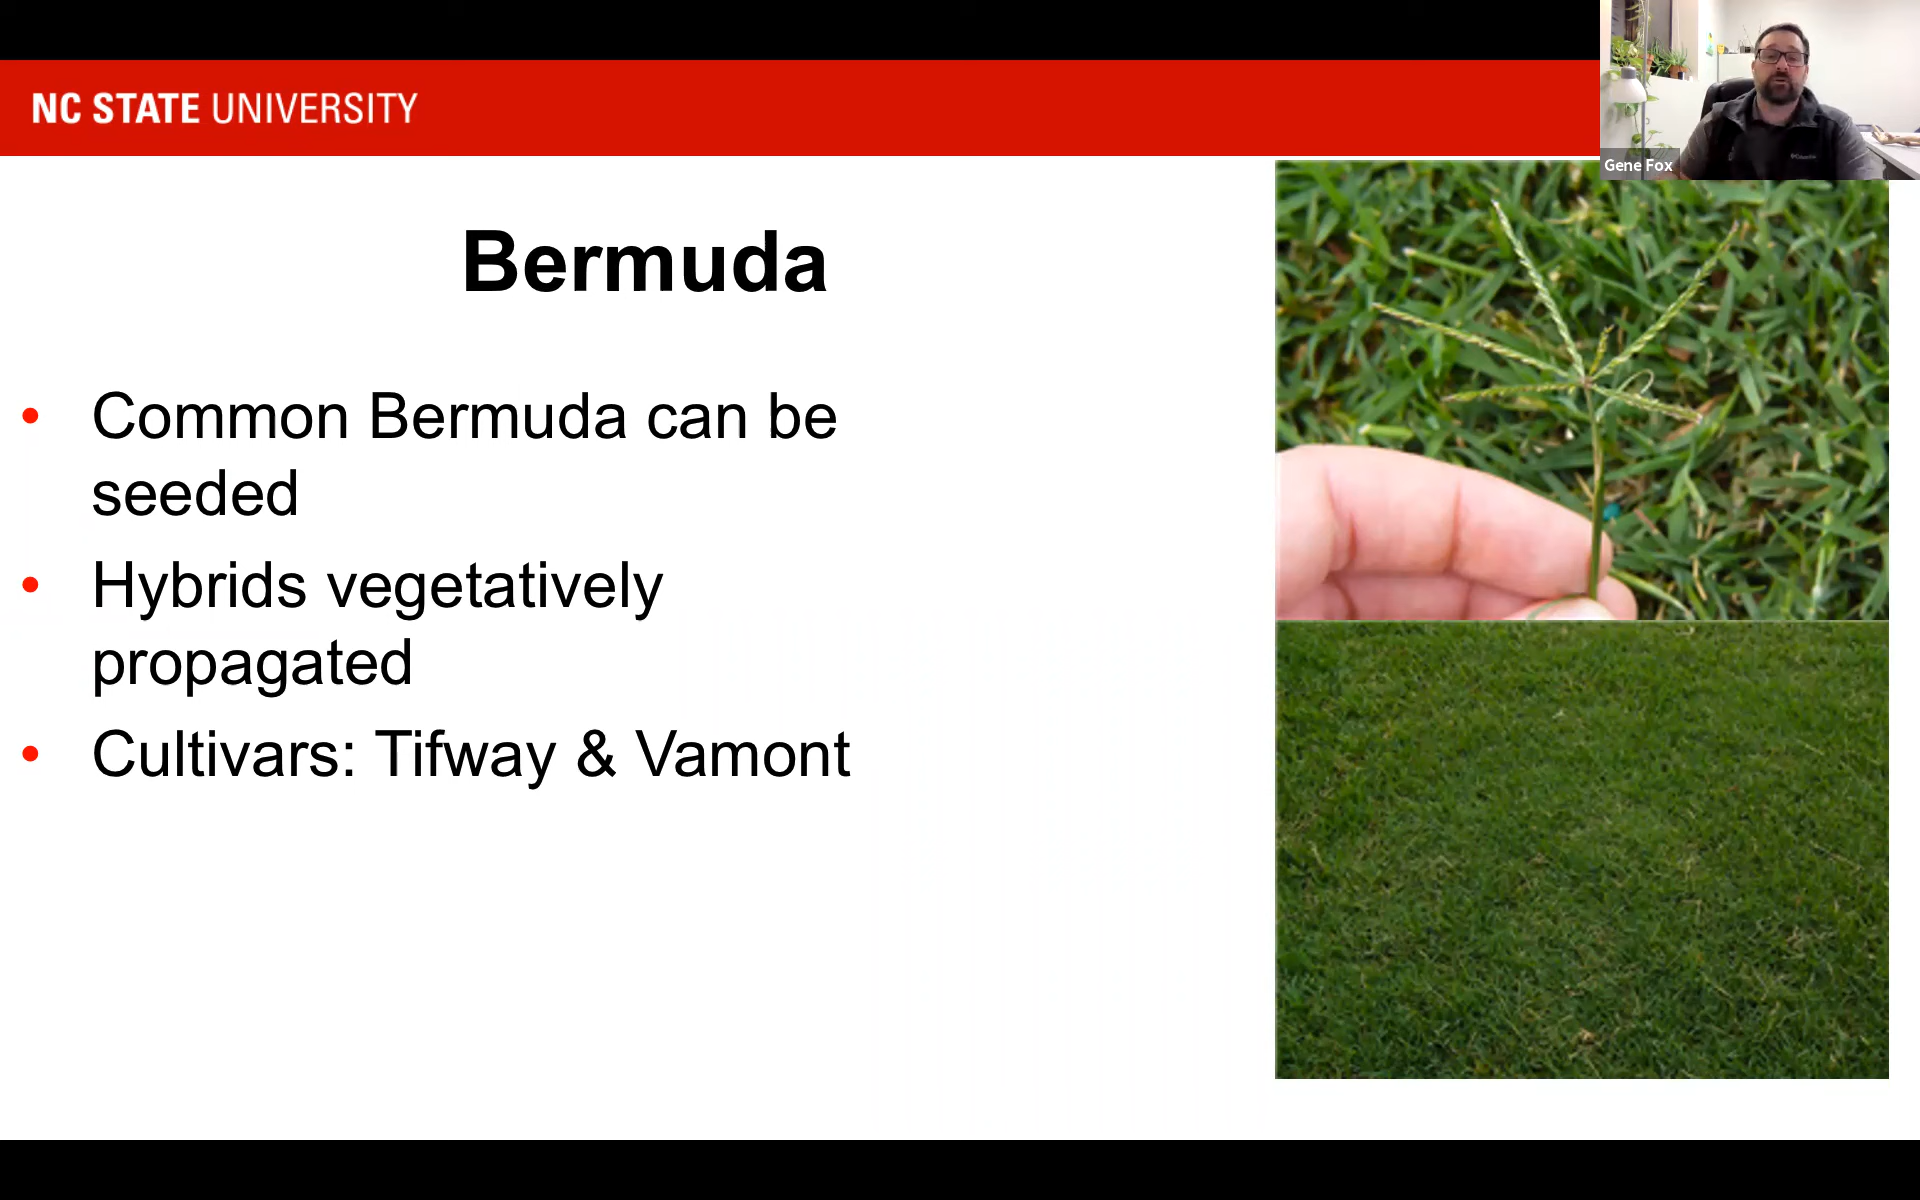 NC STATE UNIVERSITY
Gene Fox
Bermuda
• Common Bermuda can be
seeded
• Hybrids vegetatively
propagated
• Cultivars: Tifway & Vamont